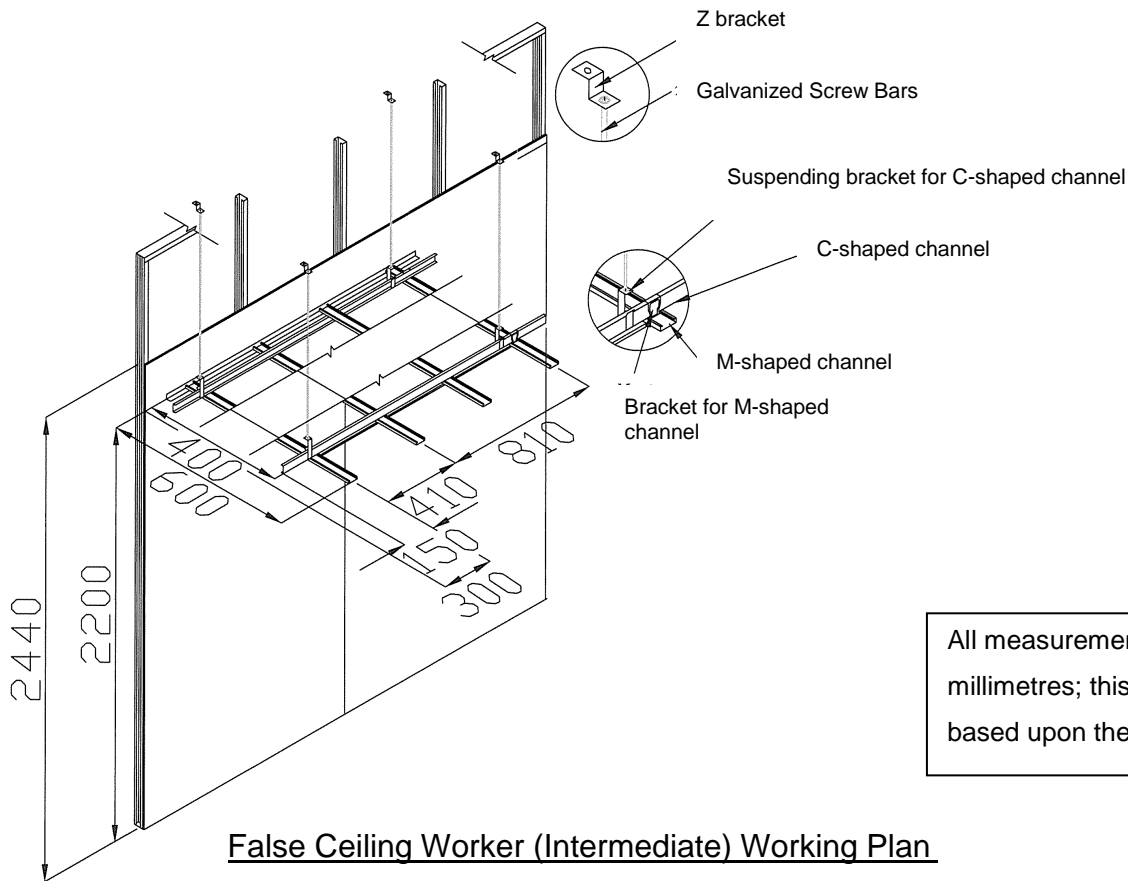 Z bracket
Galvanized Screw Bars
Suspending bracket for C-shaped channel
C-shaped channel
M-shaped channel
Bracket for M-shaped
channel
810
400
600
410
150
300
2200
2440
All measuremen
millimetres; this
based upon the
False Ceiling Worker (Intermediate) Working Plan